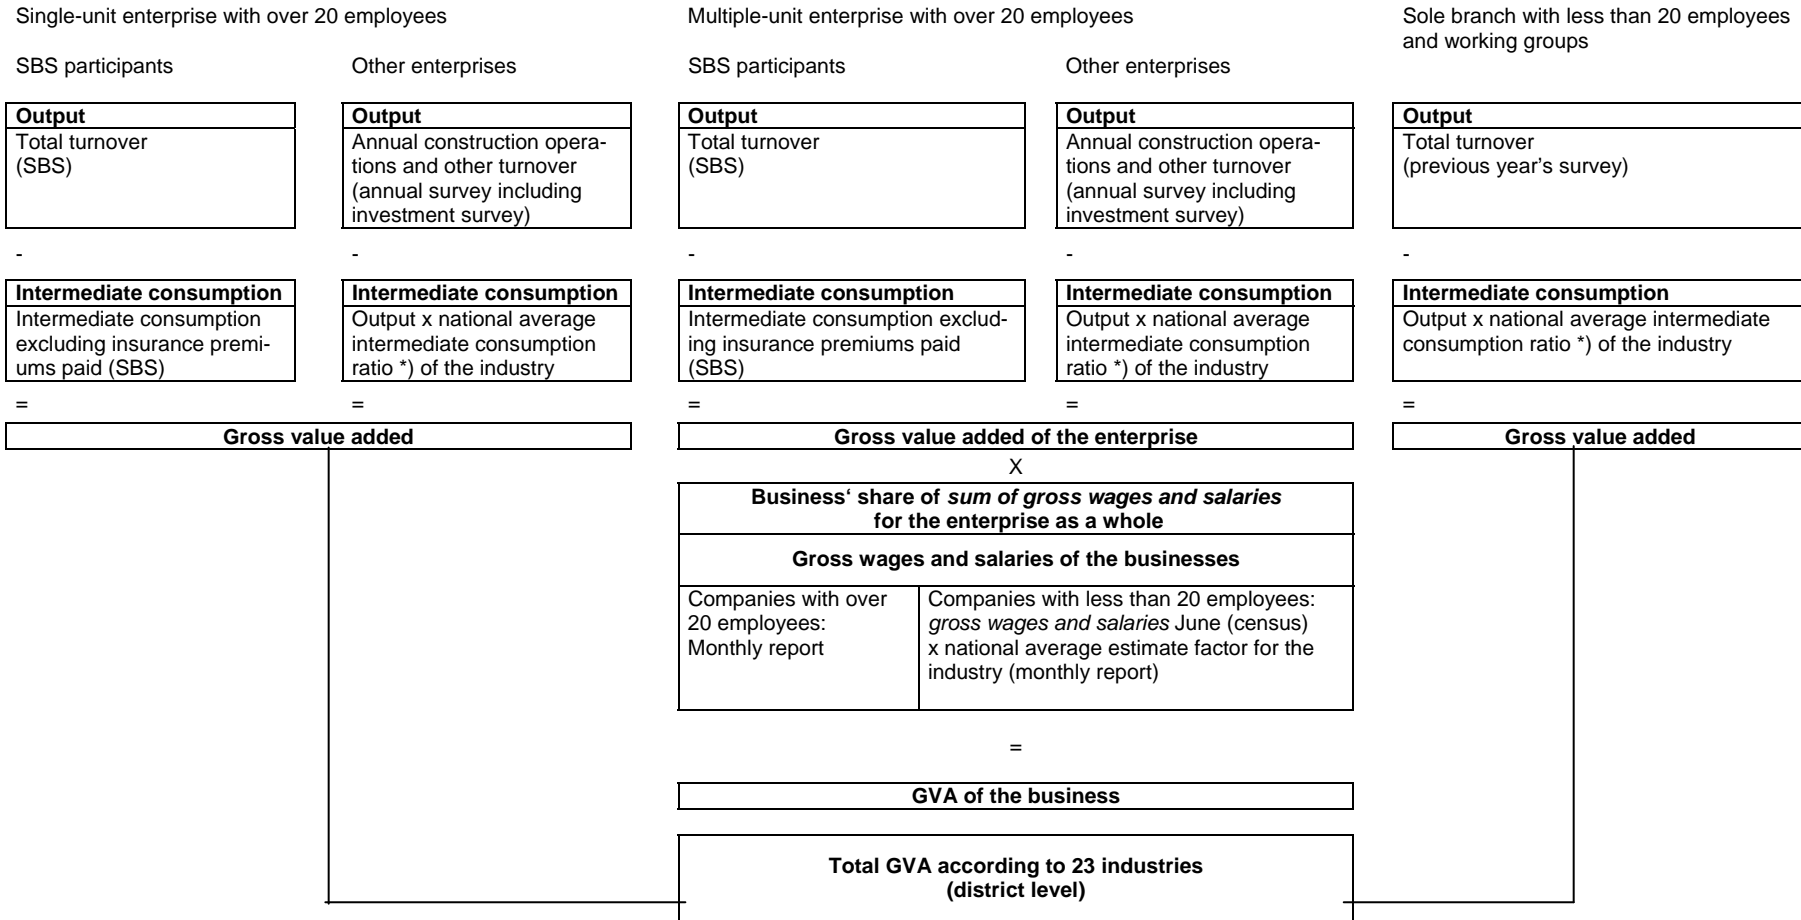 Single-unit enterprise with over 20 employees
Multiple-unit enterprise with over 20 employees
Sole branch with less than 20 employees
and working groups
SBS participants
Other enterprises
SBS participants
Other enterprises
Output
Total turnover
(SBS)
Output
Annual construction opera-
tions and other turnover
(annual survey including
investment survey)
Output
Total turnover
(SBS)
Output
Annual construction opera-
tions and other turnover
(annual survey including
investment survey)
Output
Total turnover
(previous year's survey)
-
-
-
-
-
Intermediate consumption
Intermediate consumption
excluding insurance premi-
ums paid (SBS)
Intermediate consumption
Output x national average
intermediate consumption
ratio *) of the industry
Intermediate consumption
Intermediate consumption exclud-
ing insurance premiums paid
(SBS)
Intermediate consumption
Output x national average
intermediate consumption
ratio *) of the industry
Intermediate consumption
Output x national average intermediate
consumption ratio *) of the industry
=
=
=
=
=
Gross value added
Gross value added of the enterprise
Gross value added
X
Business‘ share of sum of gross wages and salaries
for the enterprise as a whole
Gross wages and salaries of the businesses
Companies with over
20 employees:
Monthly report
Companies with less than 20 employees:
gross wages and salaries June (census)
x national average estimate factor for the
industry (monthly report)
=
GVA of the business
Total GVA according to 23 industries
(district level)